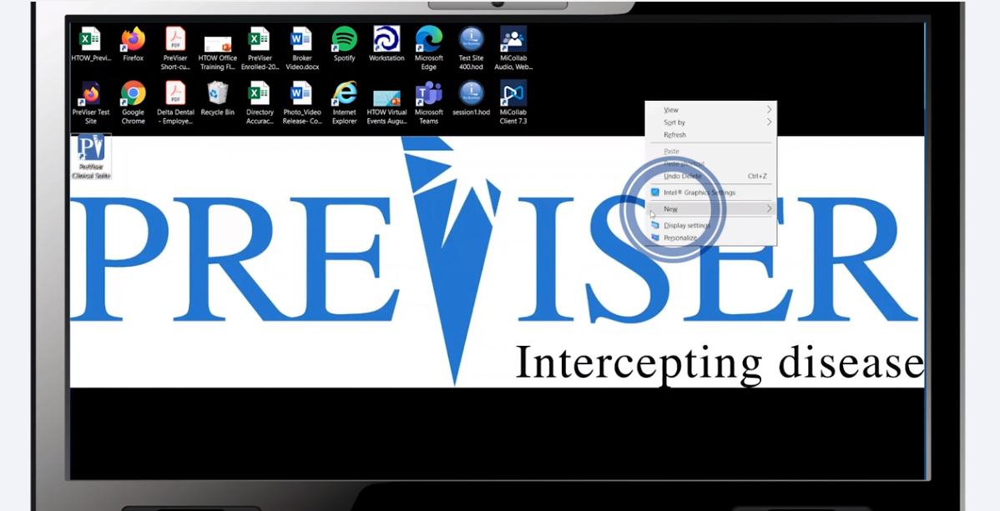 HTOW_Previ...
Firefox
PreViser
Short-cu...
HTOW Office
Training Fl...
PreViser
Enrolled-20...
Broker
Video.docx
Spotify
Workstation
Microsoft
Edge
Test Site
400.hod
MiCollab
Audio, Web...
PreViser Test
Site
Google
Chrome
Delta Dental
- Employe...
Recycle Bin
Directory
Accurac...
Photo_Video
Release- Co...
Internet
Explorer
HTOW Virtual
Events Augu...
Microsoft
Teams
session1.hod
MiCollab
Client 7.3
PreViser
Clinical Suite
View
Sort by
Refresh
Paste
Paste shortcut
Undo Delete Ctrl+Z
Intel® Graphics Settings
New
Display settings
Personalize
PREVISER
Intercepting disease